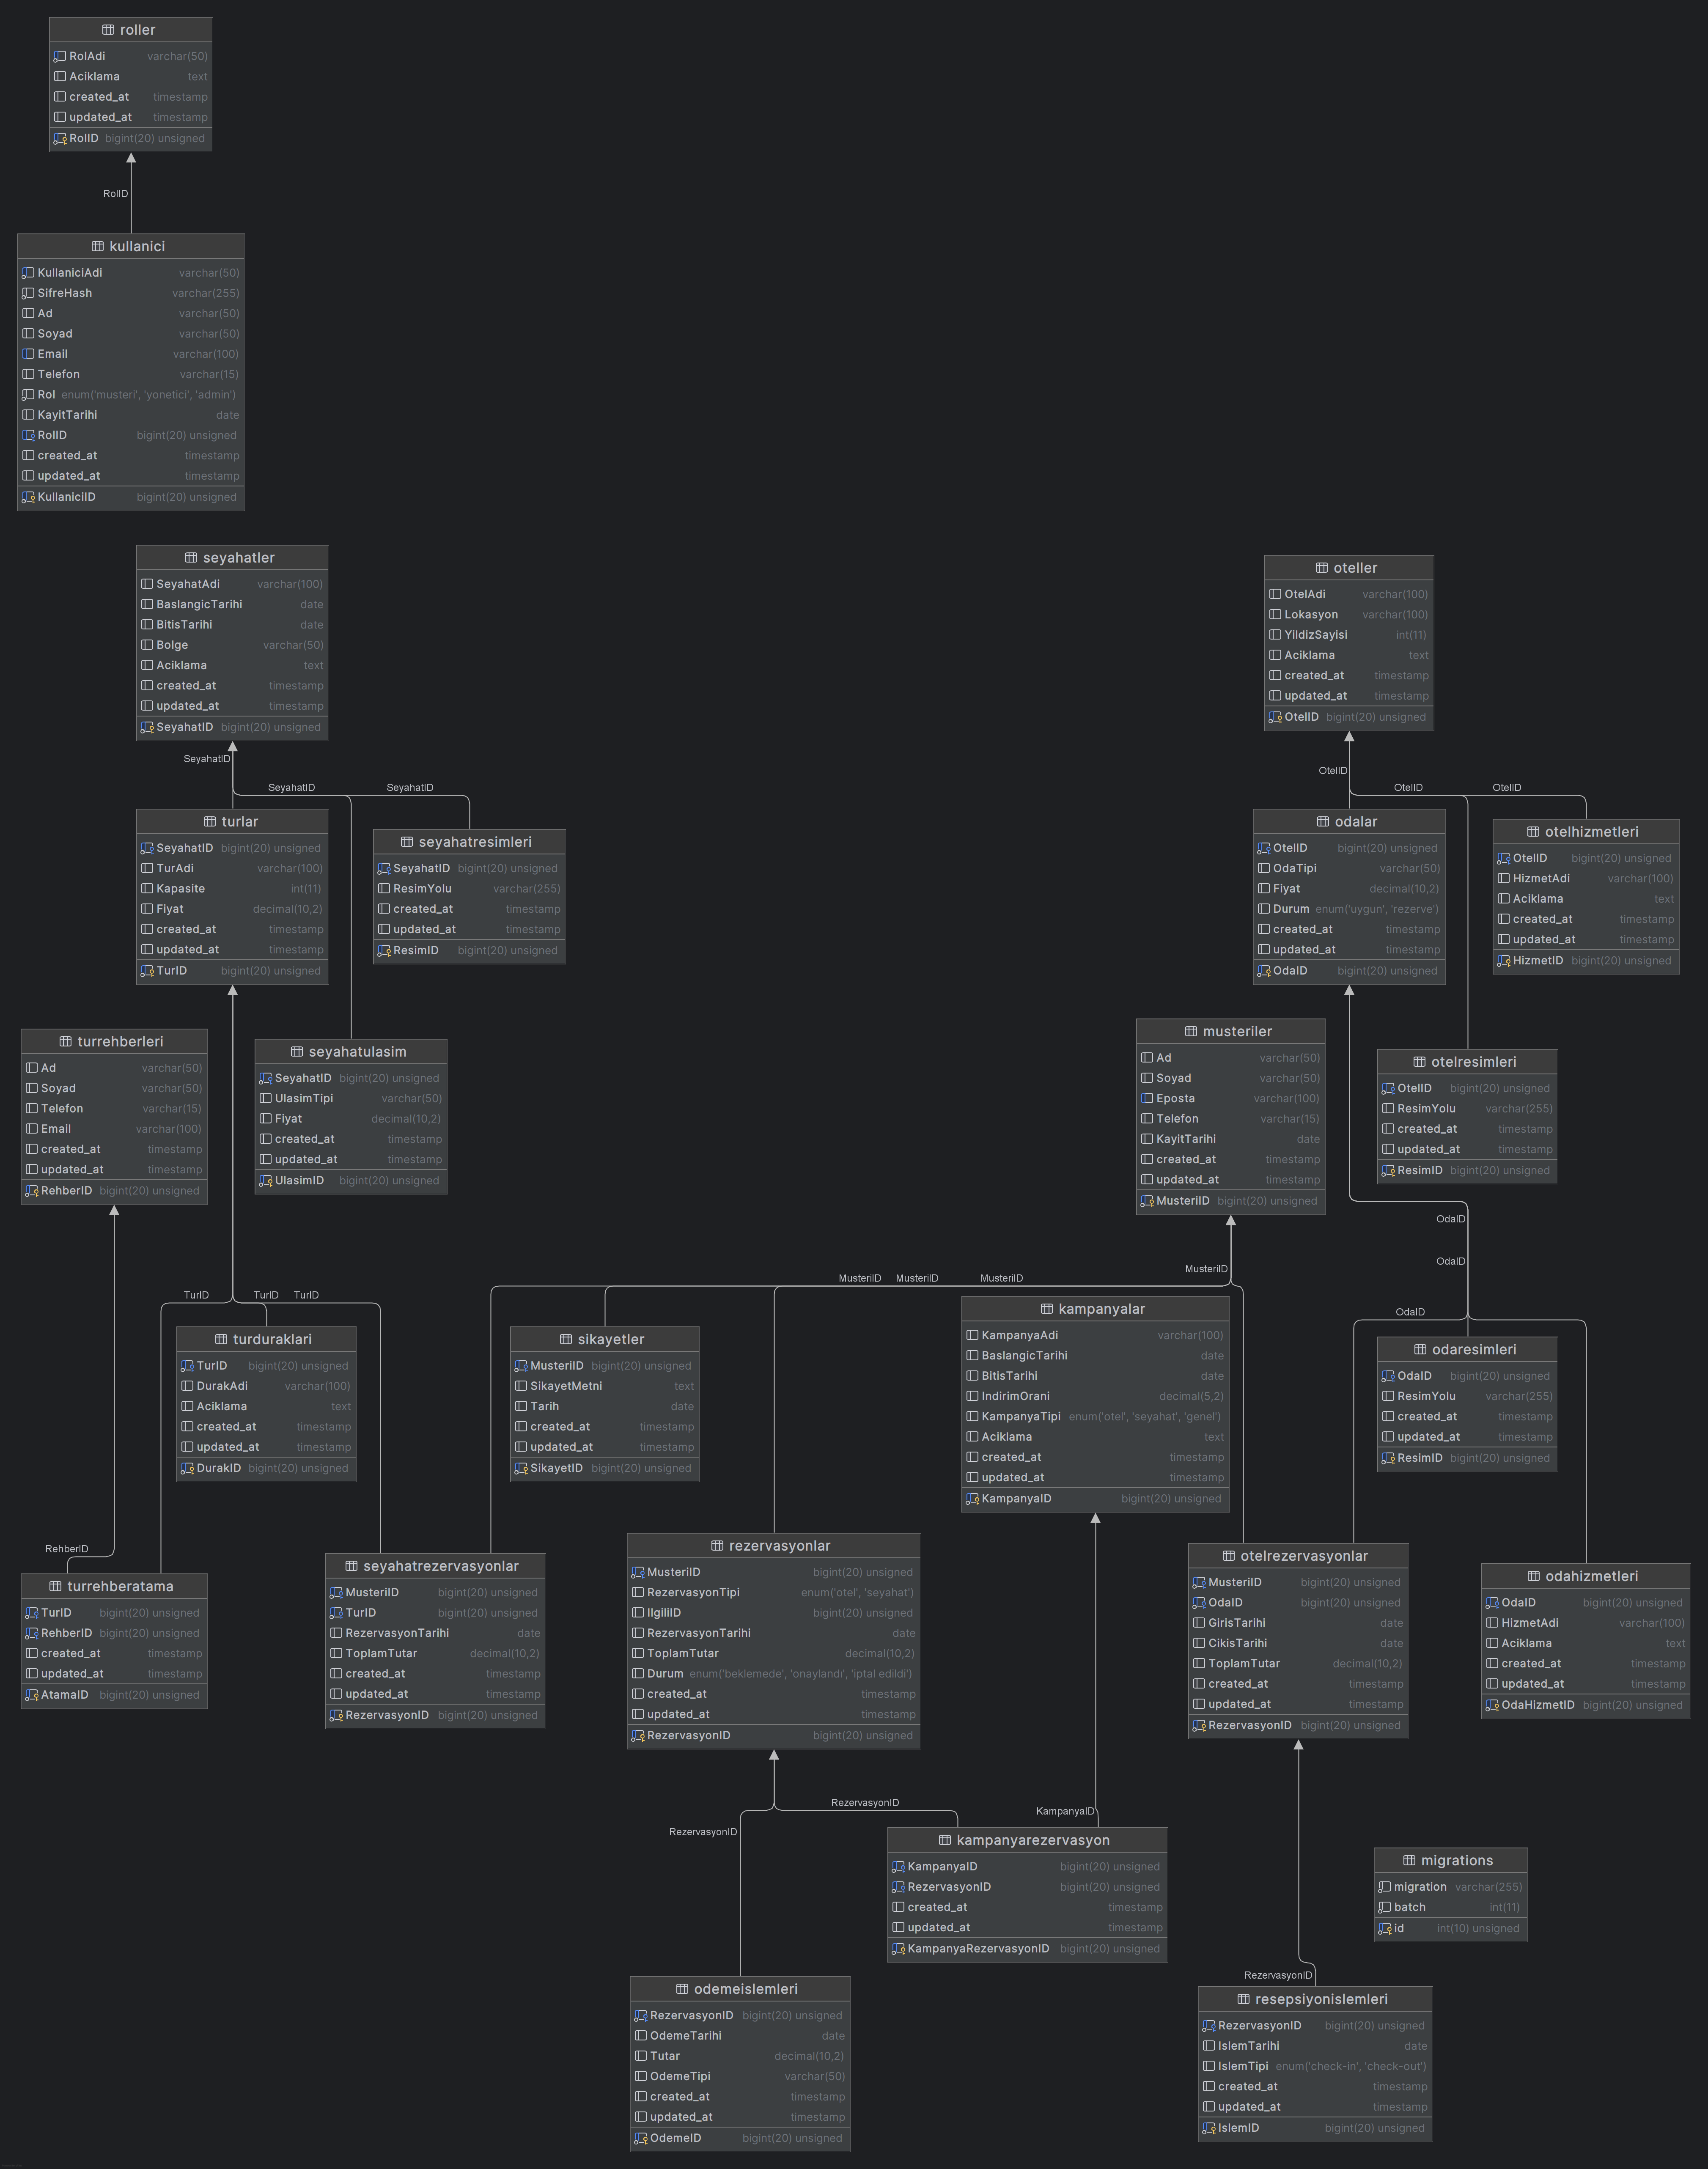 roller
RolAdi varchar(50)
Aciklama text
created_at timestamp
updated_at timestamp
RolID bigint(20) unsigned
RolID
kullanici
KullaniciAdi varchar(50)
SifreHash varchar(255)
Ad varchar(50)
Soyad varchar(50)
Email varchar(100)
Telefon varchar(15)
Rol enum('musteri', 'yonetici', 'admin')
KayitTarihi date
RolID bigint(20) unsigned
created_at timestamp
updated_at timestamp
KullaniciID bigint(20) unsigned
seyahatler
SeyahatAdi varchar(100)
BaslangicTarihi date
BitisTarihi date
Bolge varchar(50)
Aciklama text
created_at timestamp
updated_at timestamp
SeyahatID bigint(20) unsigned
oteller
OtelAdi varchar(100)
Lokasyon varchar(100)
YildizSayisi int(11)
Aciklama text
created_at timestamp
updated_at timestamp
OtelID bigint(20) unsigned
SeyahatID
SeyahatID
SeyahatID
OtelID
OtelID
OtelID
turlar
SeyahatID bigint(20) unsigned
TurAdi varchar(100)
Kapasite int(11)
Fiyat decimal(10,2)
created_at timestamp
updated_at timestamp
TurID bigint(20) unsigned
seyahatresimleri
SeyahatID bigint(20) unsigned
ResimYolu varchar(255)
created_at timestamp
updated_at timestamp
ResimID bigint(20) unsigned
odalar
OtelID bigint(20) unsigned
OdaTipi varchar(50)
Fiyat decimal(10,2)
Durum enum('uygun', 'rezerve')
created_at timestamp
updated_at timestamp
OdaID bigint(20) unsigned
otelhizmetleri
OtelID bigint(20) unsigned
HizmetAdi varchar(100)
Aciklama text
created_at timestamp
updated_at timestamp
HizmetID bigint(20) unsigned
turrehberleri
Ad varchar(50)
Soyad varchar(50)
Telefon varchar(15)
Email varchar(100)
created_at timestamp
updated_at timestamp
RehberID bigint(20) unsigned
seyahatulasim
SeyahatID bigint(20) unsigned
UlasimTipi varchar(50)
Fiyat decimal(10,2)
created_at timestamp
updated_at timestamp
UlasimID bigint(20) unsigned
musteriler
Ad varchar(50)
Soyad varchar(50)
Eposta varchar(100)
Telefon varchar(15)
KayitTarihi date
created_at timestamp
updated_at timestamp
MusteriID bigint(20) unsigned
otelresimleri
OtelID bigint(20) unsigned
ResimYolu varchar(255)
created_at timestamp
updated_at timestamp
ResimID bigint(20) unsigned
OdaID
OdaID
OdaID
MusteriID
MusteriID
MusteriID
MusteriID
TurID
TurID
TurID
turduraklari
TurID bigint(20) unsigned
DurakAdi varchar(100)
Aciklama text
created_at timestamp
updated_at timestamp
DurakID bigint(20) unsigned
sikayetler
MusteriID bigint(20) unsigned
SikayetMetni text
Tarih date
created_at timestamp
updated_at timestamp
SikayetID bigint(20) unsigned
kampanyalar
KampanyaAdi varchar(100)
BaslangicTarihi date
BitisTarihi date
IndirimOrani decimal(5,2)
KampanyaTipi enum('otel', 'seyahat', 'genel')
Aciklama text
created_at timestamp
updated_at timestamp
KampanyaID bigint(20) unsigned
odaresimleri
OdaID bigint(20) unsigned
ResimYolu varchar(255)
created_at timestamp
updated_at timestamp
ResimID bigint(20) unsigned
RehberID
turrehberatama
TurID bigint(20) unsigned
RehberID bigint(20) unsigned
created_at timestamp
updated_at timestamp
AtamaID bigint(20) unsigned
seyahatrezervasyonlar
MusteriID bigint(20) unsigned
TurID bigint(20) unsigned
RezervasyonTarihi date
ToplamTutar decimal(10,2)
created_at timestamp
updated_at timestamp
RezervasyonID bigint(20) unsigned
rezervasyonlar
MusteriID bigint(20) unsigned
RezervasyonTipi enum('otel', 'seyahat')
IlgiliID bigint(20) unsigned
RezervasyonTarihi date
ToplamTutar decimal(10,2)
Durum enum('beklemede', 'onaylandı', 'iptal edildi')
created_at timestamp
updated_at timestamp
RezervasyonID bigint(20) unsigned
otelrezervasyonlar
MusteriID bigint(20) unsigned
OdaID bigint(20) unsigned
GirisTarihi date
CikisTarihi date
ToplamTutar decimal(10,2)
created_at timestamp
updated_at timestamp
RezervasyonID bigint(20) unsigned
odahizmetleri
OdaID bigint(20) unsigned
HizmetAdi varchar(100)
Aciklama text
created_at timestamp
updated_at timestamp
OdaHizmetID bigint(20) unsigned
RezervasyonID
RezervasyonID
KampanyaID
kampanyarezervasyon
KampanyaID bigint(20) unsigned
RezervasyonID bigint(20) unsigned
created_at timestamp
updated_at timestamp
KampanyaRezervasyonID bigint(20) unsigned
migrations
migration varchar(255)
batch int(11)
id int(10) unsigned
RezervasyonID
odemeislemleri
RezervasyonID bigint(20) unsigned
OdemeTarihi date
Tutar decimal(10,2)
OdemeTipi varchar(50)
created_at timestamp
updated_at timestamp
OdemeID bigint(20) unsigned
resepsiyonislemleri
RezervasyonID bigint(20) unsigned
IslemTarihi date
IslemTipi enum('check-in', 'check-out')
created_at timestamp
updated_at timestamp
IslemID bigint(20) unsigned